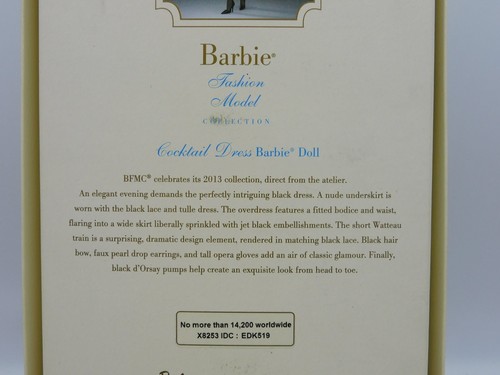 Barbie®
Fashion
Model
COLLECTION
Cocktail Dress Barbie® Doll
BFMC® celebrates its 2013 collection, direct from the atelier.
An elegant evening demands the perfectly intriguing black dress. A nude underskirt is
worn with the black lace and tulle dress. The overdress features a fitted bodice and waist,
flaring into a wide skirt liberally sprinkled with jet black embellishments. The short Watteau
train is a surprising, dramatic design element, rendered in matching black lace. Black hair
bow, faux pearl drop earrings, and tall opera gloves add an air of classic glamour. Finally,
black d'Orsay pumps help create an exquisite look from head to toe.
No more than 14,200 worldwide
X8253 IDC : EDK519